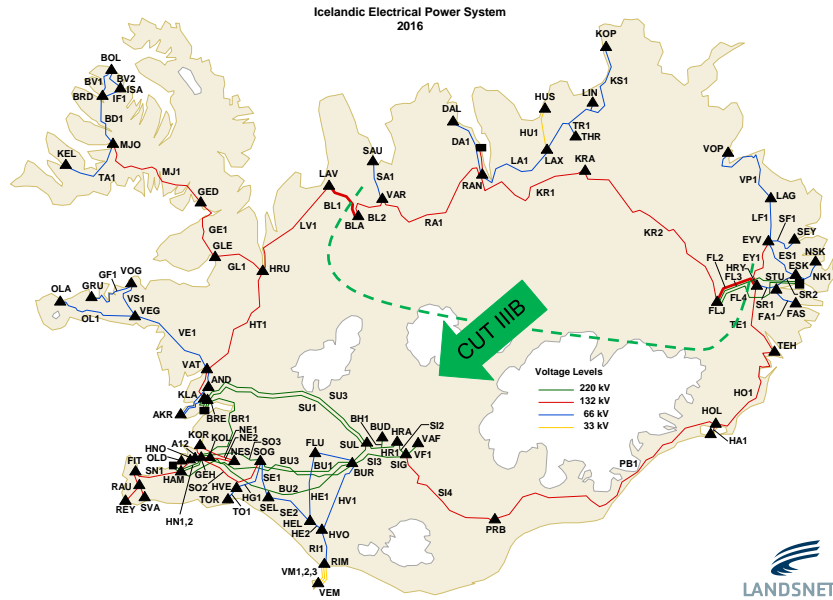 Icelandic Electrical Power System
2016
KOP
BOL
BV1
BV2
ISA
BRD
IF1
BD1
MJO
KEL
TA1
MJ1
GED
GE1
GLE
GL1
HRU
KS1
LIN
HUS
TR1
THR
HU1
LAX
LA1
DAL
DA1
RAN
KRA
KR1
SAU
SA1
VAR
LAV
BL1
BL2
BLA
RA1
LV1
KR2
VOP
VP1
LAG
LF1
SF1
SEY
EYV
NSK
ES1
ESK
EY1
FL2
HRY
FL3
STU
NK1
FL4
SR1
SR2
FLJ
FA1
FAS
TE1
TEH
VOG
GF1
GRU
OLA
VS1
VEG
OL1
VE1
HT1
CUT IIIB
VAT
AND
KLA
AKR
BRE
BR1
SU3
SU1
Voltage Levels
220 kV
132 kV
66 kV
33 kV
HO1
HOL
HA1
PB1
BH1
BUD
HRA
SI2
VAF
SUL
HR1
VF1
SIG
SI3
BUR
FLU
BU1
BU3
BU2
KOR
A12
KOL
NE1
NE2
SO3
HNO
OLD
NES
SOG
FIT
SN1
HAM
GEH
SO2
HVE
SE1
RAU
HG1
REY
SVA
TOR
TO1
SEL
SE2
HE1
HV1
HN1,2
HEL
HE2
HVO
SI4
PRB
RI1
RIM
VM1,2,3
VEM
LANDSNET